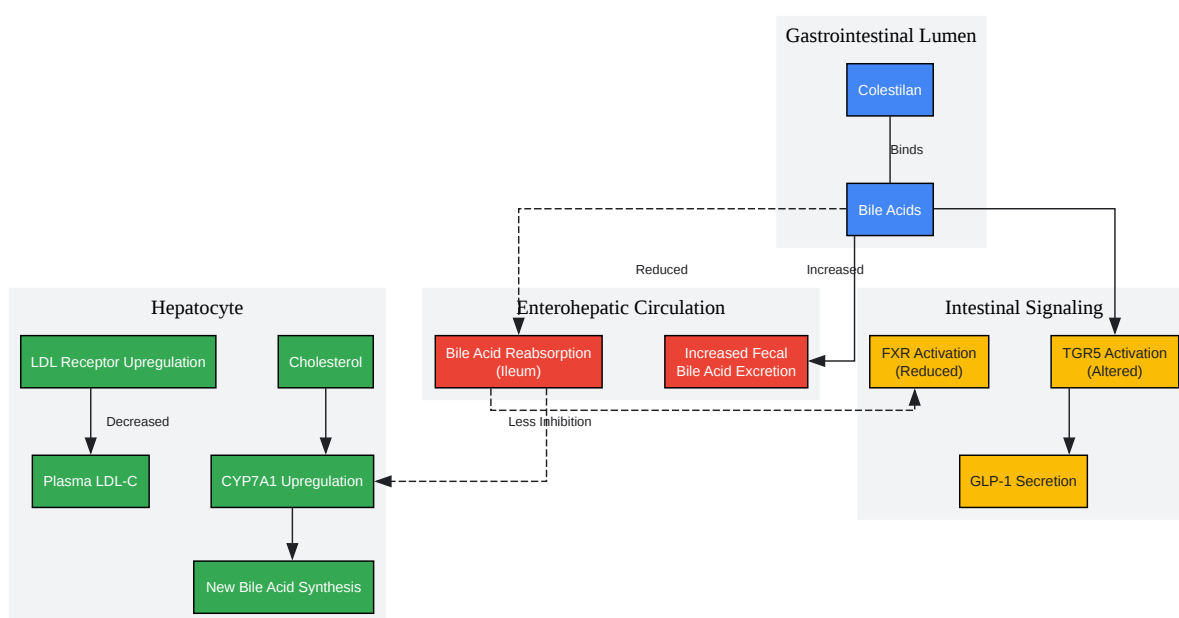 Gastrointestinal Lumen
Colestilan
Binds
Bile Acids
Reduced
Increased
Hepatocyte
LDL Receptor Upregulation
Cholesterol
Decreased
Plasma LDL-C
CYP7A1 Upregulation
New Bile Acid Synthesis
Enterohepatic Circulation
Bile Acid Reabsorption
(Ileum)
Increased Fecal
Bile Acid Excretion
Less Inhibition
Intestinal Signaling
FXR Activation
(Reduced)
TGR5 Activation
(Altered)
GLP-1 Secretion